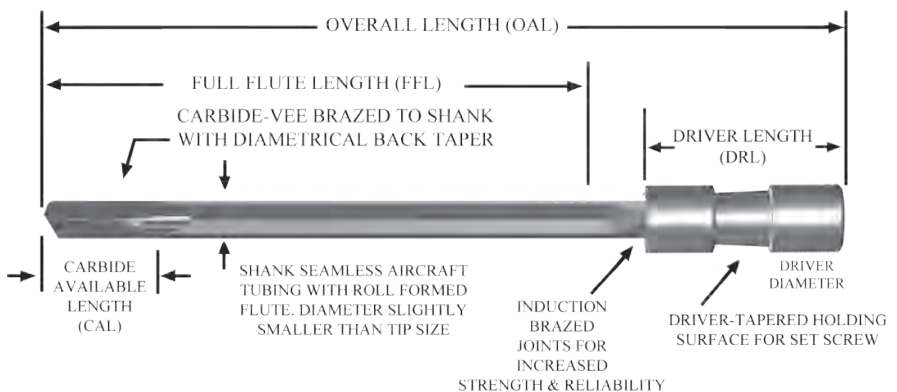 OVERALL LENGTH (OAL)
FULL FLUTE LENGTH (FFL)
CARBIDE-VEE BRAZED TO SHANK
WITH DIAMETRICAL BACK TAPER
DRIVER LENGTH
(DRL)
CARBIDE
AVAILABLE
LENGTH
(CAL)
SHANK SEAMLESS AIRCRAFT
TUBING WITH ROLL FORMED
FLUTE. DIAMETER SLIGHTLY
SMALLER THAN TIP SIZE
INDUCTION
BRAZED
JOINTS FOR
INCREASED
STRENGTH & RELIABILITY
DRIVER
DIAMETER
DRIVER-TAPERED HOLDING
SURFACE FOR SET SCREW